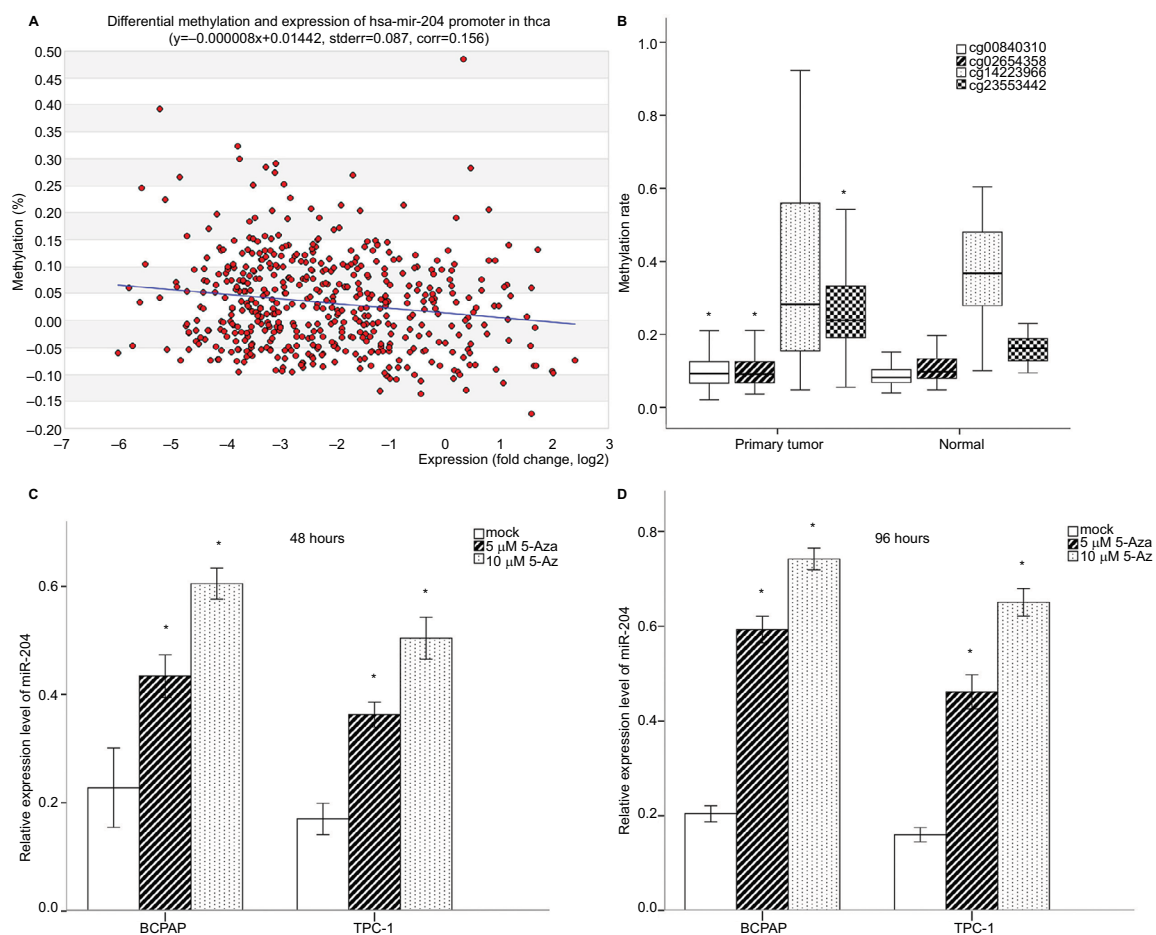 A
Differential methylation and expression of hsa-mir-204 promoter in thca
(y=–0.000008x+0.01442, stderr=0.087, corr=0.156)
Methylation (%)
0.50
0.45
0.40
0.35
0.30
0.25
0.20
0.15
0.10
0.05
0.00
–0.05
–0.10
–0.15
–0.20
–7 –6 –5 –4 –3 –2 –1 0 1 2 3
Expression (fold change, log2)
B
Methylation rate
1.0
0.8
0.6
0.4
0.2
0.0
cg00840310
cg02654358
cg14223966
cg23553442
* * *
Primary tumor Normal
C
48 hours
mock
5 μM 5-Aza
10 μM 5-Az
Relative expression level of miR-204
0.6
0.4
0.2
0.0
* * * *
BCPAP TPC-1
D
96 hours
mock
5 μM 5-Aza
10 μM 5-Az
Relative expression level of miR-204
0.8
0.6
0.4
0.2
0.0
* * * *
BCPAP TPC-1